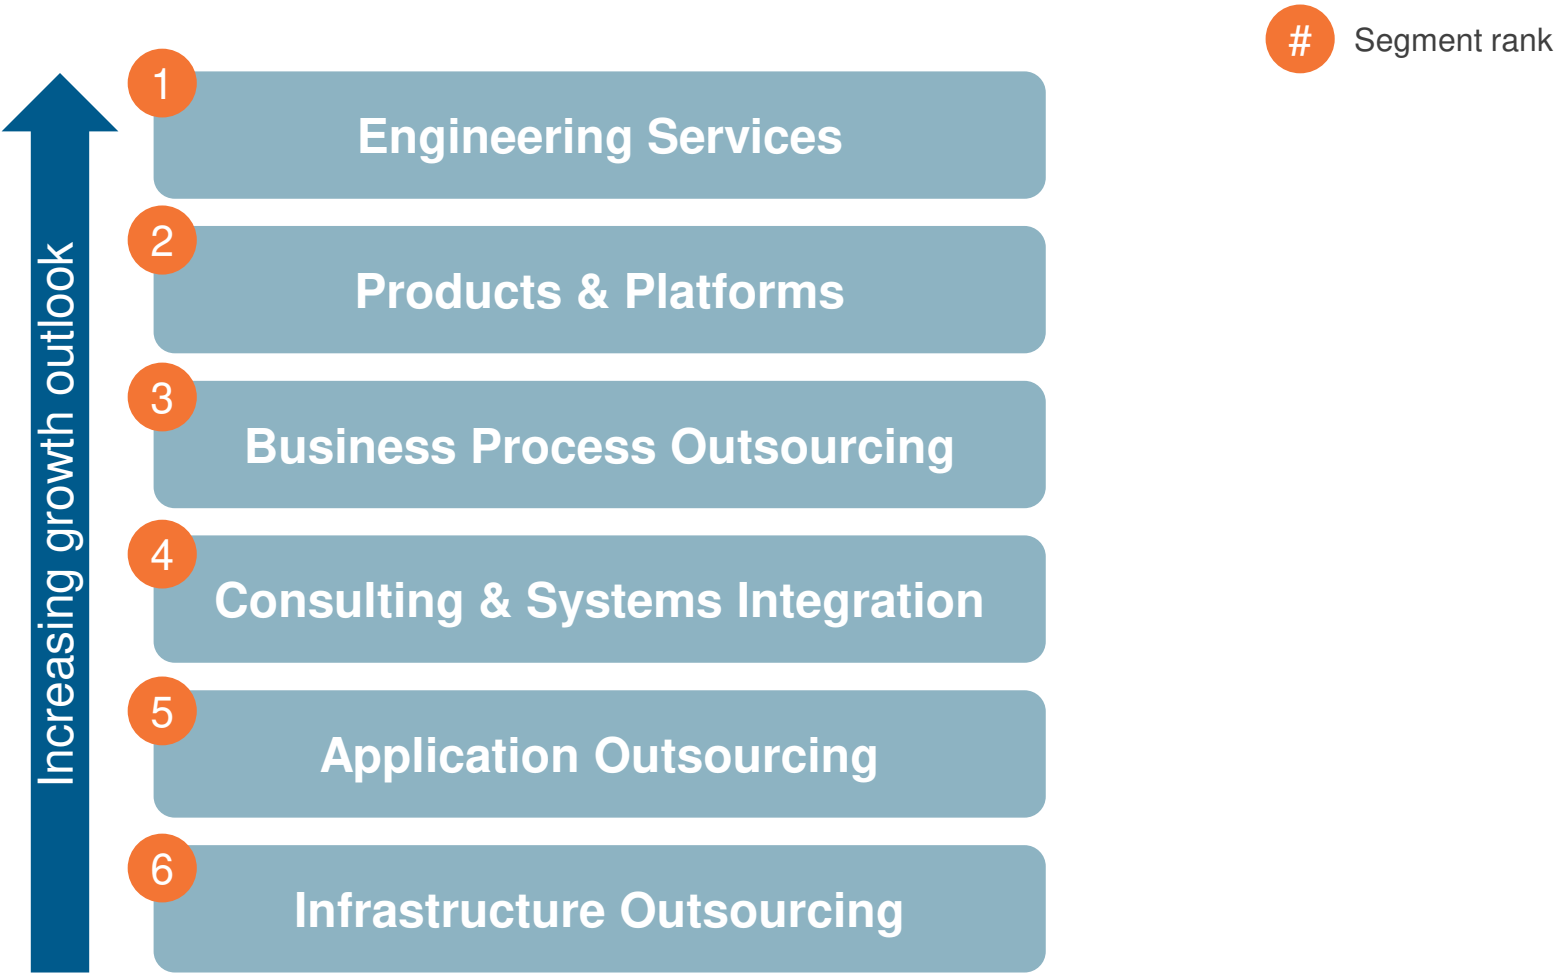 # Segment rank
Increasing growth outlook
1
Engineering Services
2
Products & Platforms
3
Business Process Outsourcing
4
Consulting & Systems Integration
5
Application Outsourcing
6
Infrastructure Outsourcing